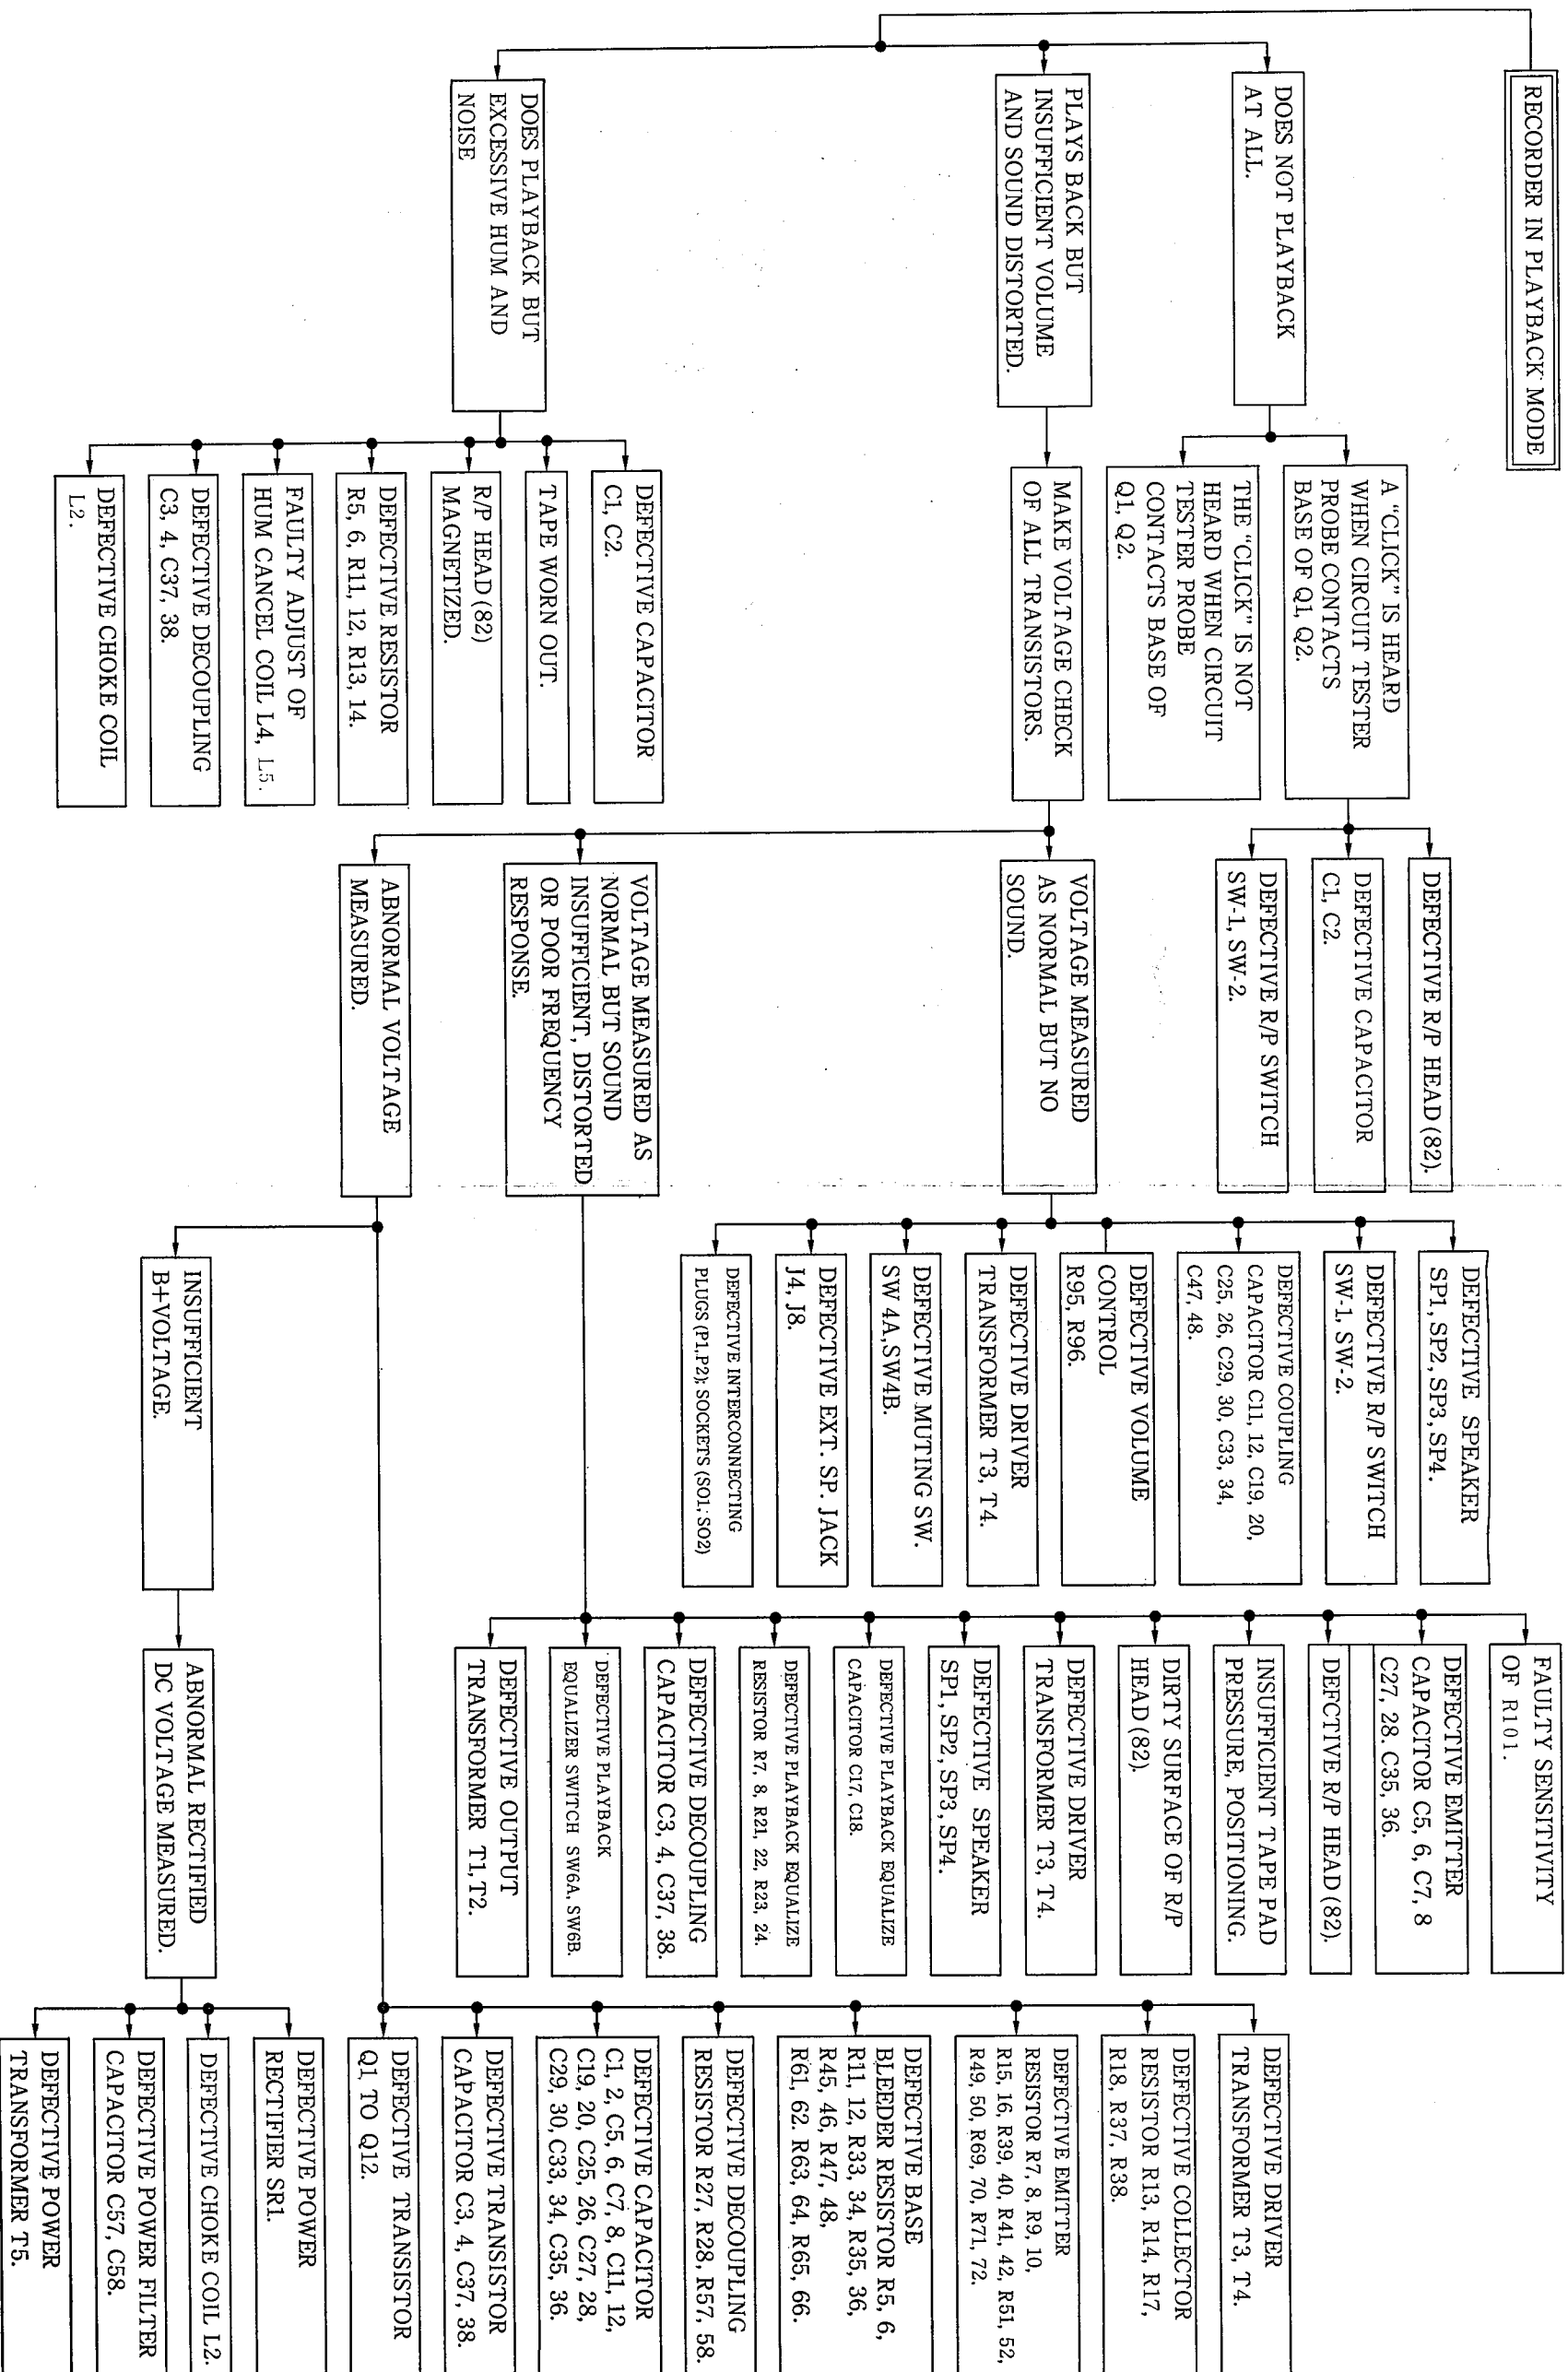 RECORDER IN PLAYBACK MODE
DOES NOT PLAYBACK
AT ALL.
PLAYS BACK BUT
INSUFFICIENT VOLUME
AND SOUND DISTORTED.
DOES PLAYBACK BUT
EXCESSIVE HUM AND
NOISE
A “CLICK” IS HEARD
WHEN CIRCUIT TESTER
PROBE CONTACTS
BASE OF Q1, Q2.
THE “CLICK” IS NOT
HEARD WHEN CIRCUIT
TESTER PROBE
CONTACTS BASE OF
Q1, Q2.
MAKE VOLTAGE CHECK
OF ALL TRANSISTORS.
DEFECTIVE CAPACITOR
C1, C2.
TAPE WORN OUT.
R/P HEAD (82)
MAGNETIZED.
DEFECTIVE RESISTOR
R5, 6, R11, 12, R13, 14.
FAULTY ADJUST OF
HUM CANCEL COIL L4, L5.
DEFECTIVE DECOUPLING
C3, 4, C37, 38.
DEFECTIVE CHOKE COIL
L2.
DEFECTIVE R/P HEAD (82).
DEFECTIVE CAPACITOR
C1, C2.
DEFECTIVE R/P SWITCH
SW-1, SW-2.
VOLTAGE MEASURED
AS NORMAL BUT NO
SOUND.
VOLTAGE MEASURED AS
NORMAL BUT SOUND
INSUFFICIENT, DISTORTED
OR POOR FREQUENCY
RESPONSE.
ABNORMAL VOLTAGE
MEASURED.
DEFECTIVE SPEAKER
SP1, SP2, SP3, SP4.
DEFECTIVE R/P SWITCH
SW-1, SW-2.
DEFECTIVE COUPLING
CAPACITOR C11, 12, C19, 20,
C25, 26, C29, 30, C33, 34,
C47, 48.
DEFECTIVE VOLUME
CONTROL
R95, R96.
DEFECTIVE DRIVER
TRANSFORMER T3, T4.
DEFECTIVE MUTING SW.
SW 4A, SW4B.
DEFECTIVE EXT. SP. JACK
J4, J8.
DEFECTIVE INTERCONNECTING
PLUGS (P1,P2); SOCKETS (SO1, SO2)
INSUFFICIENT
B+VOLTAGE.
FAULTY SENSITIVITY
OF R101.
DEFECTIVE EMITTER
CAPACITOR C5, 6, C7, 8
C27, 28. C35, 36.
DEFCTIVE R/P HEAD (82).
INSUFFICIENT TAPE PAD
PRESSURE, POSITIONING.
DIRTY SURFACE OF R/P
HEAD (82).
DEFECTIVE DRIVER
TRANSFORMER T3, T4.
DEFECTIVE SPEAKER
SP1, SP2, SP3, SP4.
DEFECTIVE PLAYBACK EQUALIZE
CAPACITOR C17, C18.
DEFECTIVE PLAYBACK EQUALIZE
RESISTOR R7, 8, R21, 22, R23, 24.
DEFECTIVE DECOUPLING
CAPACITOR C3, 4, C37, 38.
DEFECTIVE PLAYBACK
EQUALIZER SWITCH SW6A, SW6B.
DEFECTIVE OUTPUT
TRANSFORMER T1, T2.
ABNORMAL RECTIFIED
DC VOLTAGE MEASURED.
DEFECTIVE DRIVER
TRANSFORMER T3, T4.
DEFECTIVE COLLECTOR
RESISTOR R13, R14, R17,
R18, R37, R38.
DEFECTIVE EMITTER
RESISTOR R7, 8, R9, 10,
R15, 16, R39, 40, R41, 42, R51, 52,
R49, 50, R69, 70, R71, 72.
DEFECTIVE BASE
BLEEDER RESISTOR R5, 6,
R11, 12, R33, 34, R35, 36,
R45, 46, R47, 48,
R61, 62. R63, 64, R65, 66.
DEFECTIVE DECOUPLING
RESISTOR R27, R28, R57, 58.
DEFECTIVE CAPACITOR
C1, 2, C5, 6, C7, 8, C11, 12,
C19, 20, C25, 26, C27, 28,
C29, 30, C33, 34, C35, 36.
DEFECTIVE TRANSISTOR
CAPACITOR C3, 4, C37, 38.
DEFECTIVE TRANSISTOR
Q1, TO Q12.
DEFECTIVE POWER
RECTIFIER SR1.
DEFECTIVE CHOKE COIL L2.
DEFECTIVE POWER FILTER
CAPACITOR C57, C58.
DEFECTIVE POWER
TRANSFORMER T5.